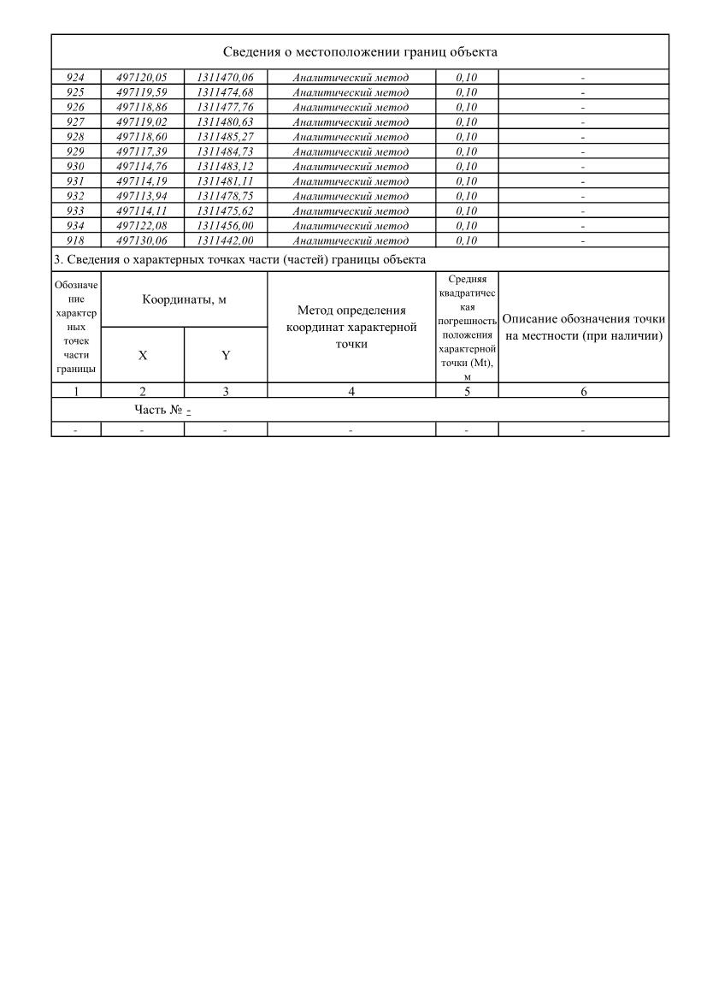 Сведения о местоположении границ объекта
924 497120,05 1311470,06 Аналитический метод 0,10 -
925 497119,59 1311474,68 Аналитический метод 0,10 -
926 497118,86 1311477,76 Аналитический метод 0,10 -
927 497119,02 1311480,63 Аналитический метод 0,10 -
928 497118,60 1311485,27 Аналитический метод 0,10 -
929 497117,39 1311484,73 Аналитический метод 0,10 -
930 497114,76 1311483,12 Аналитический метод 0,10 -
931 497114,19 1311481,11 Аналитический метод 0,10 -
932 497113,94 1311478,75 Аналитический метод 0,10 -
933 497114,11 1311475,62 Аналитический метод 0,10 -
934 497122,08 1311456,00 Аналитический метод 0,10 -
918 497130,06 1311442,00 Аналитический метод 0,10 -
3. Сведения о характерных точках части (частей) границы объекта
Обозначе
ние
характер
ных
точек
части
границы
Координаты, м
X Y
Метод определения
координат характерной
точки
Средняя
квадратичес
кая
погрешность
положения
характерной
точки (Mt),
м
Описание обозначения точки
на местности (при наличии)
1 2 3 4 5 6
Часть № -
- - - - - -